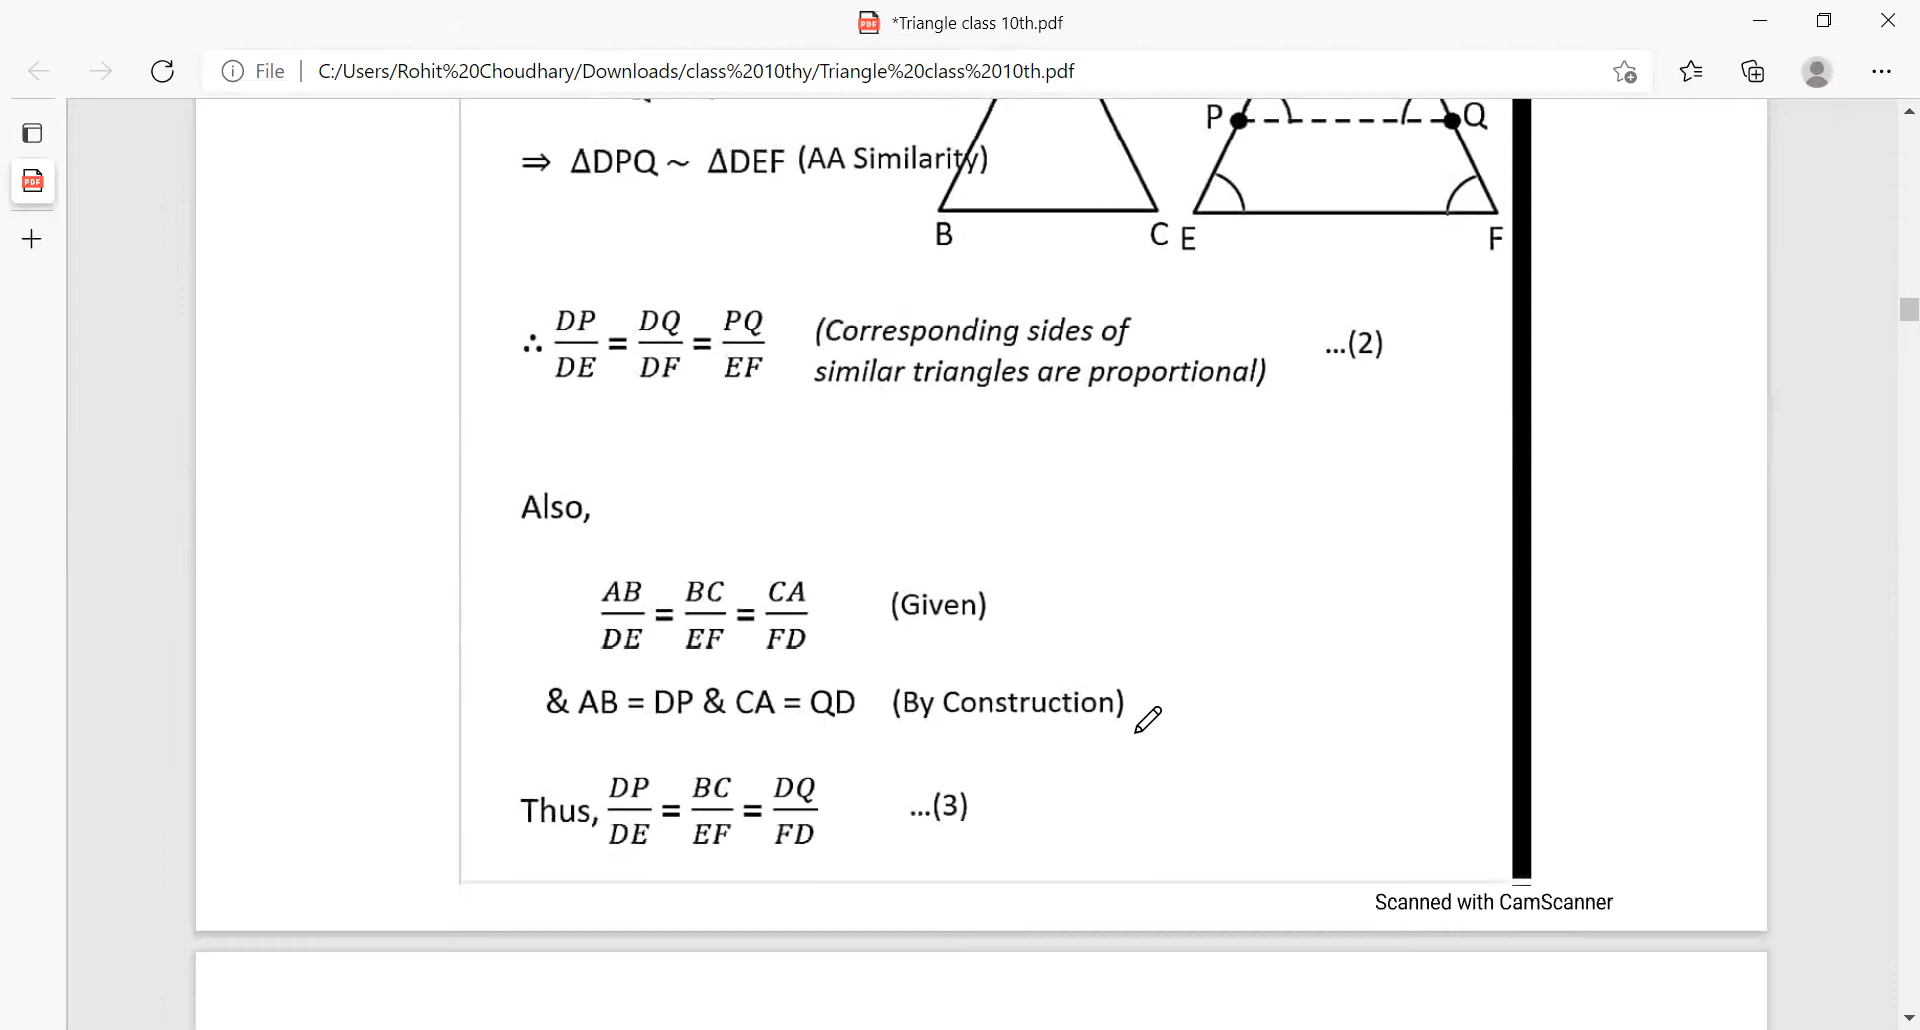 *Triangle class 10th.pdf
File | C:/Users/Rohit%20Choudhary/Downloads/class%2010thy/Triangle%20class%2010th.pdf
P Q
⇒ ΔDPQ ~ ΔDEF (AA Similarity)
B C E F
∴ DP/DE = DQ/DF = PQ/EF (Corresponding sides of
similar triangles are proportional) ...(2)
Also,
AB/DE = BC/EF = CA/FD (Given)
& AB = DP & CA = QD (By Construction)
Thus, DP/DE = BC/EF = DQ/FD ...(3)
Scanned with CamScanner